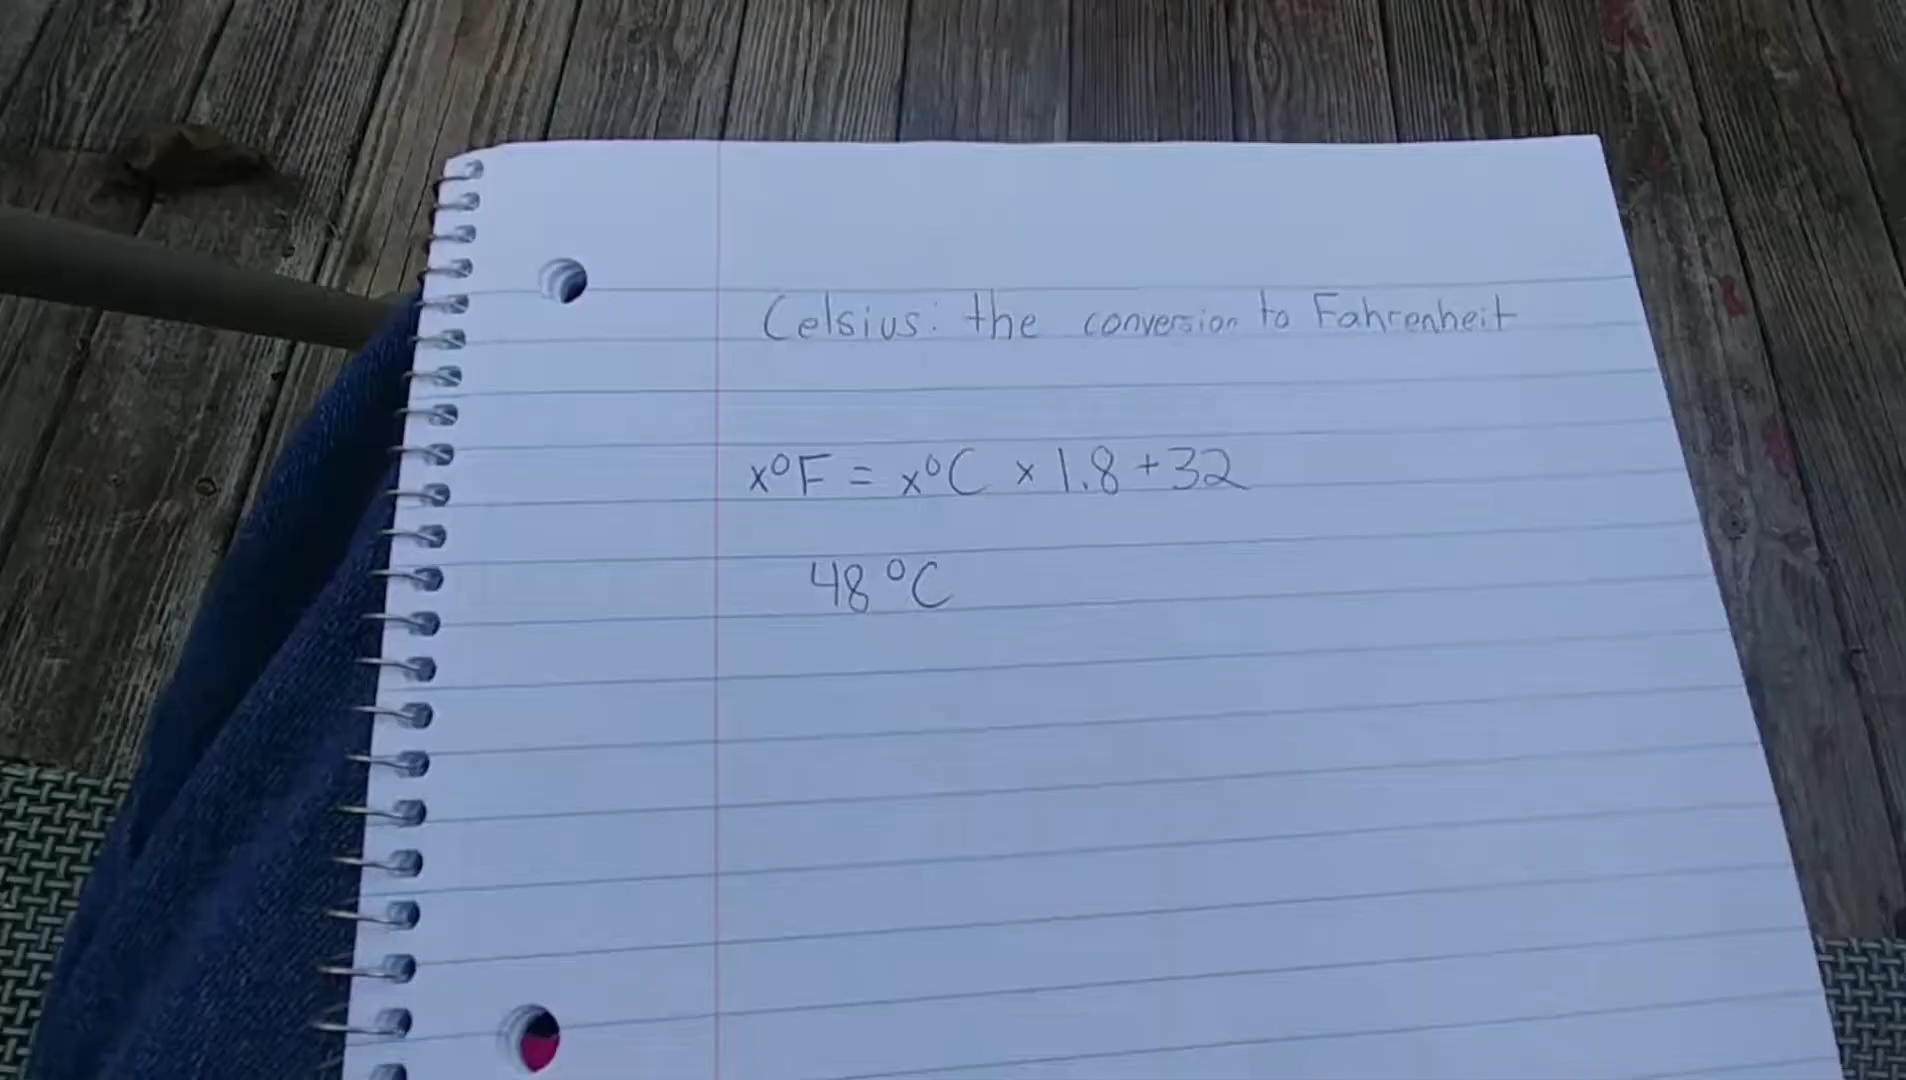 Celsius: the conversion to Fahrenheit
x°F = x°C × 1.8 + 32
48°C